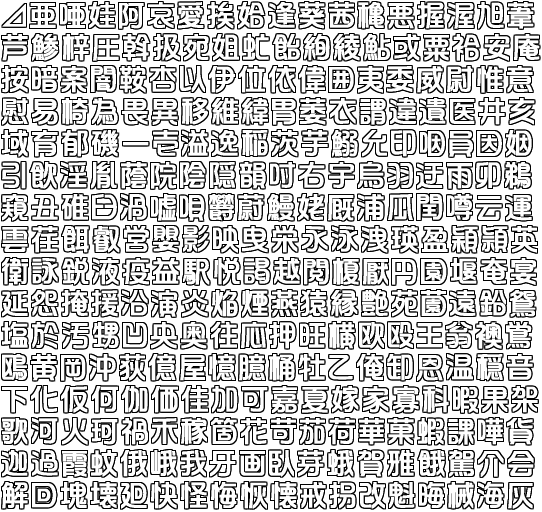 ⊿亜唖娃阿哀愛挨姶逢葵茜穐悪握渥旭葦
芦鯵梓圧斡扱宛姐虻飴絢綾鮎或粟袷安庵
按暗案闇鞍杏以伊位依偉囲夷委威尉惟意
慰易椅為畏異移維緯胃萎衣謂違遺医井亥
域育郁磯一壱溢逸稲茨芋鰯允印咽員因姻
引飲淫胤蔭院陰隠韻吋右宇烏羽迂雨卯鵜
窺丑碓臼渦嘘唄欝蔚鰻姥厩浦瓜閏噂云運
雲荏餌叡営嬰影映曳栄永泳洩瑛盈穎頴英
衛詠鋭液疫益駅悦謁越閲榎厭円園堰奄宴
延怨掩援沿演炎焔煙燕猿縁艶苑薗遠鉛鴛
塩於汚甥凹央奥往応押旺横欧殴王翁襖鴬
鴎黄岡沖荻億屋憶臆桶牡乙俺卸恩温穏音
下化仮何伽価佳加可嘉夏嫁家寡科暇果架
歌河火珂禍禾稼箇花苛茄荷華菓蝦課嘩貨
迦過霞蚊俄峨我牙画臥芽蛾賀雅餓駕介会
解回塊壊廻快怪悔恢懐戒拐改魁晦械海灰